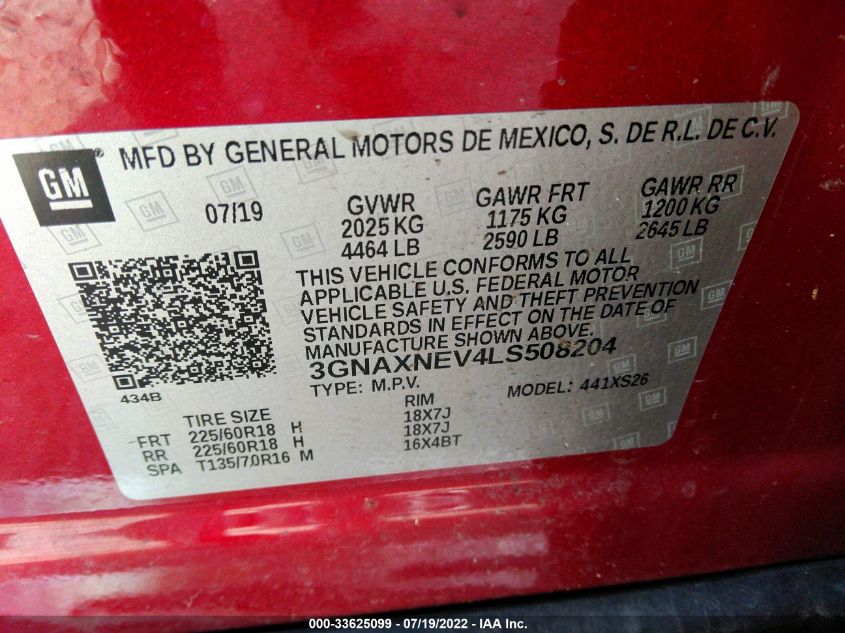 GM ® MFD BY GENERAL MOTORS DE MEXICO, S. DE R.L. DE C.V.
07/19 GVWR GAWR FRT GAWR RR
2025 KG 1175 KG 1200 KG
4464 LB 2590 LB 2645 LB
THIS VEHICLE CONFORMS TO ALL
APPLICABLE U.S. FEDERAL MOTOR
VEHICLE SAFETY AND THEFT PREVENTION
STANDARDS IN EFFECT ON THE DATE OF
MANUFACTURE SHOWN ABOVE.
3GNAXNEV4LS508204
434B TYPE: M.P.V. MODEL: 441XS26
TIRE SIZE RIM
FRT 225/60R18 H 18X7J
RR 225/60R18 H 18X7J
SPA T135/70R16 M 16X4BT
000-33625099 — 07/19/2022 — IAA Inc.